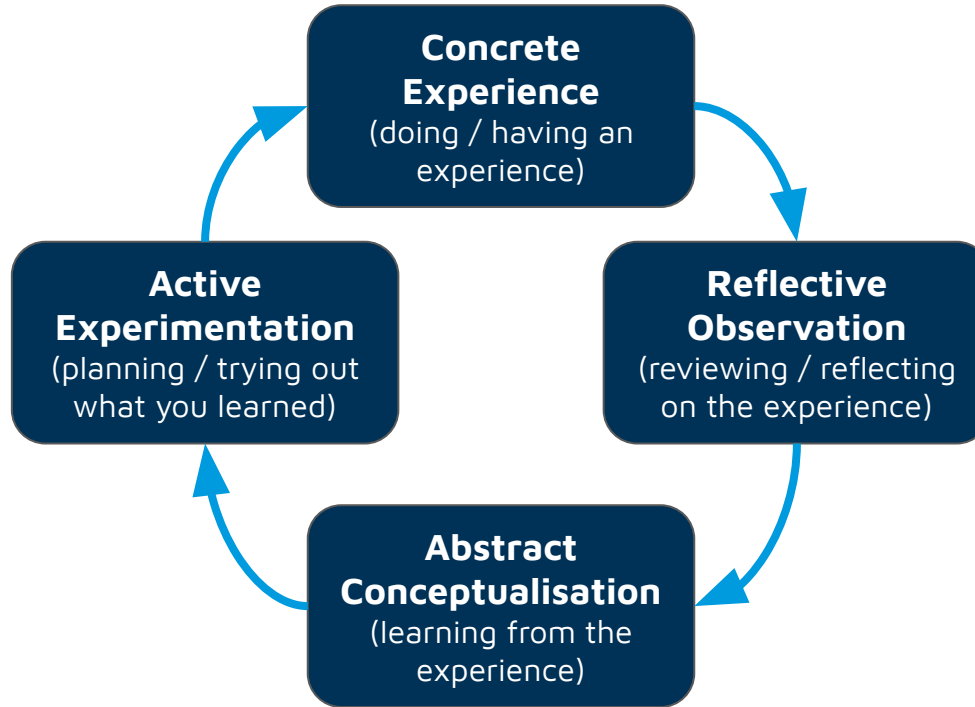 Concrete
Experience
(doing / having an
experience)
Reflective
Observation
(reviewing / reflecting
on the experience)
Abstract
Conceptualisation
(learning from the
experience)
Active
Experimentation
(planning / trying out
what you learned)